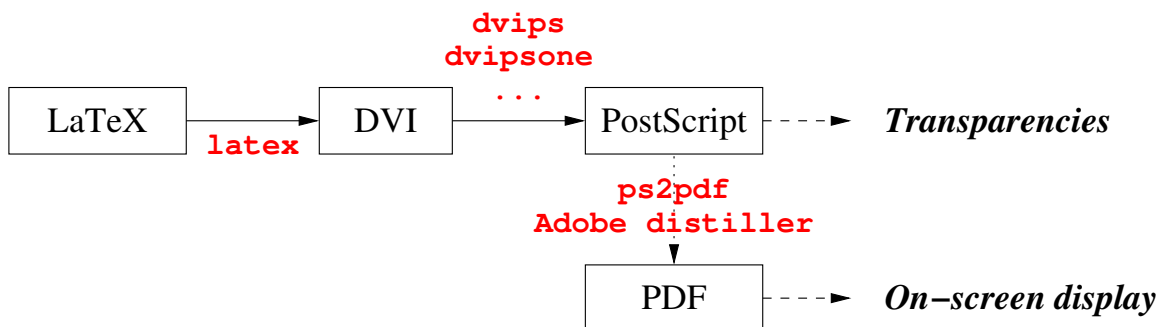 dvips
dvipsone
...
LaTeX
DVI
PostScript
Transparencies
latex
ps2pdf
Adobe distiller
PDF
On−screen display